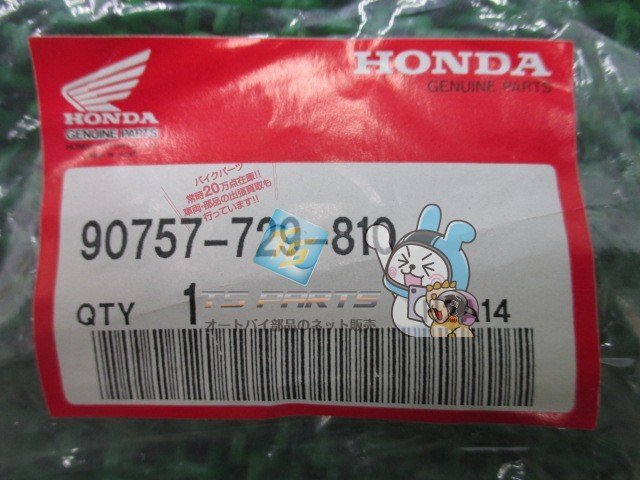 HONDA
GENUINE PARTS
HONDA
GENUINE PARTS
バイクパーツ
常時20万点在庫!!
車両・部品の出張買取も
行っています!!
90757-729-810
TS PARTS
オートバイ部品のネット販売
QTY 1
14